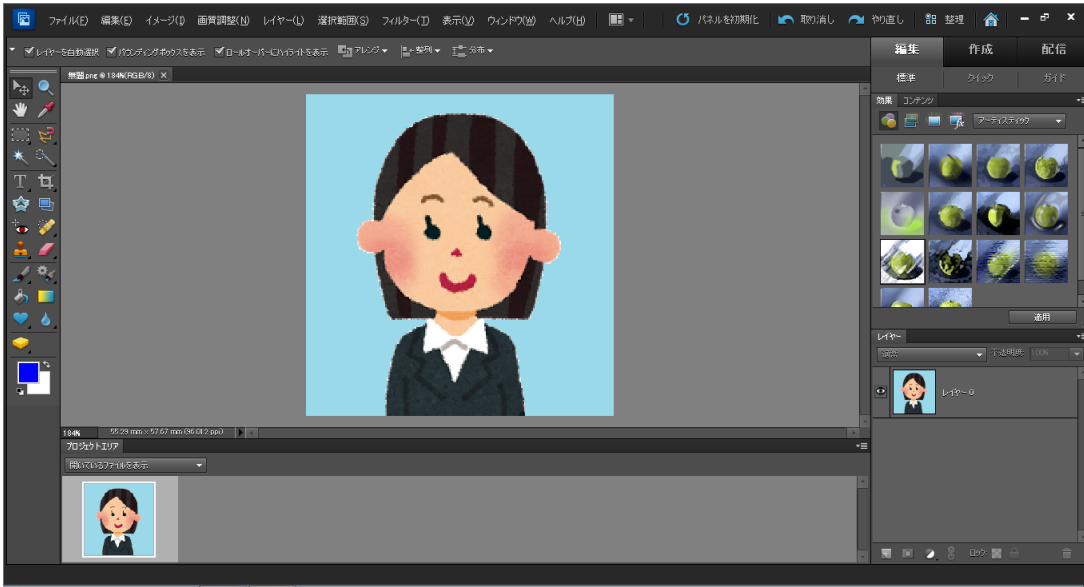 ファイル(F) 編集(E) イメージ(I) 画質調整(N) レイヤー(L) 選択範囲(S) フィルター(T) 表示(V) ウィンドウ(W) ヘルプ(H) パネルを初期化 取り消し やり直し 整理
レイヤーを自動選択 バウンディングボックスを表示 ロールオーバーにハイライトを表示 アレンジ 整列 分布
編集 作成 配信
標準 クイック ガイド
無題.png @ 184%(RGB/8)
効果 コンテンツ
アーティスティック
適用
レイヤー
通常 不透明度: 100%
レイヤー 0
184% 55.29 mm x 57.67 mm (96.012 ppi)
プロジェクトエリア
開いているファイルを表示
ロック: